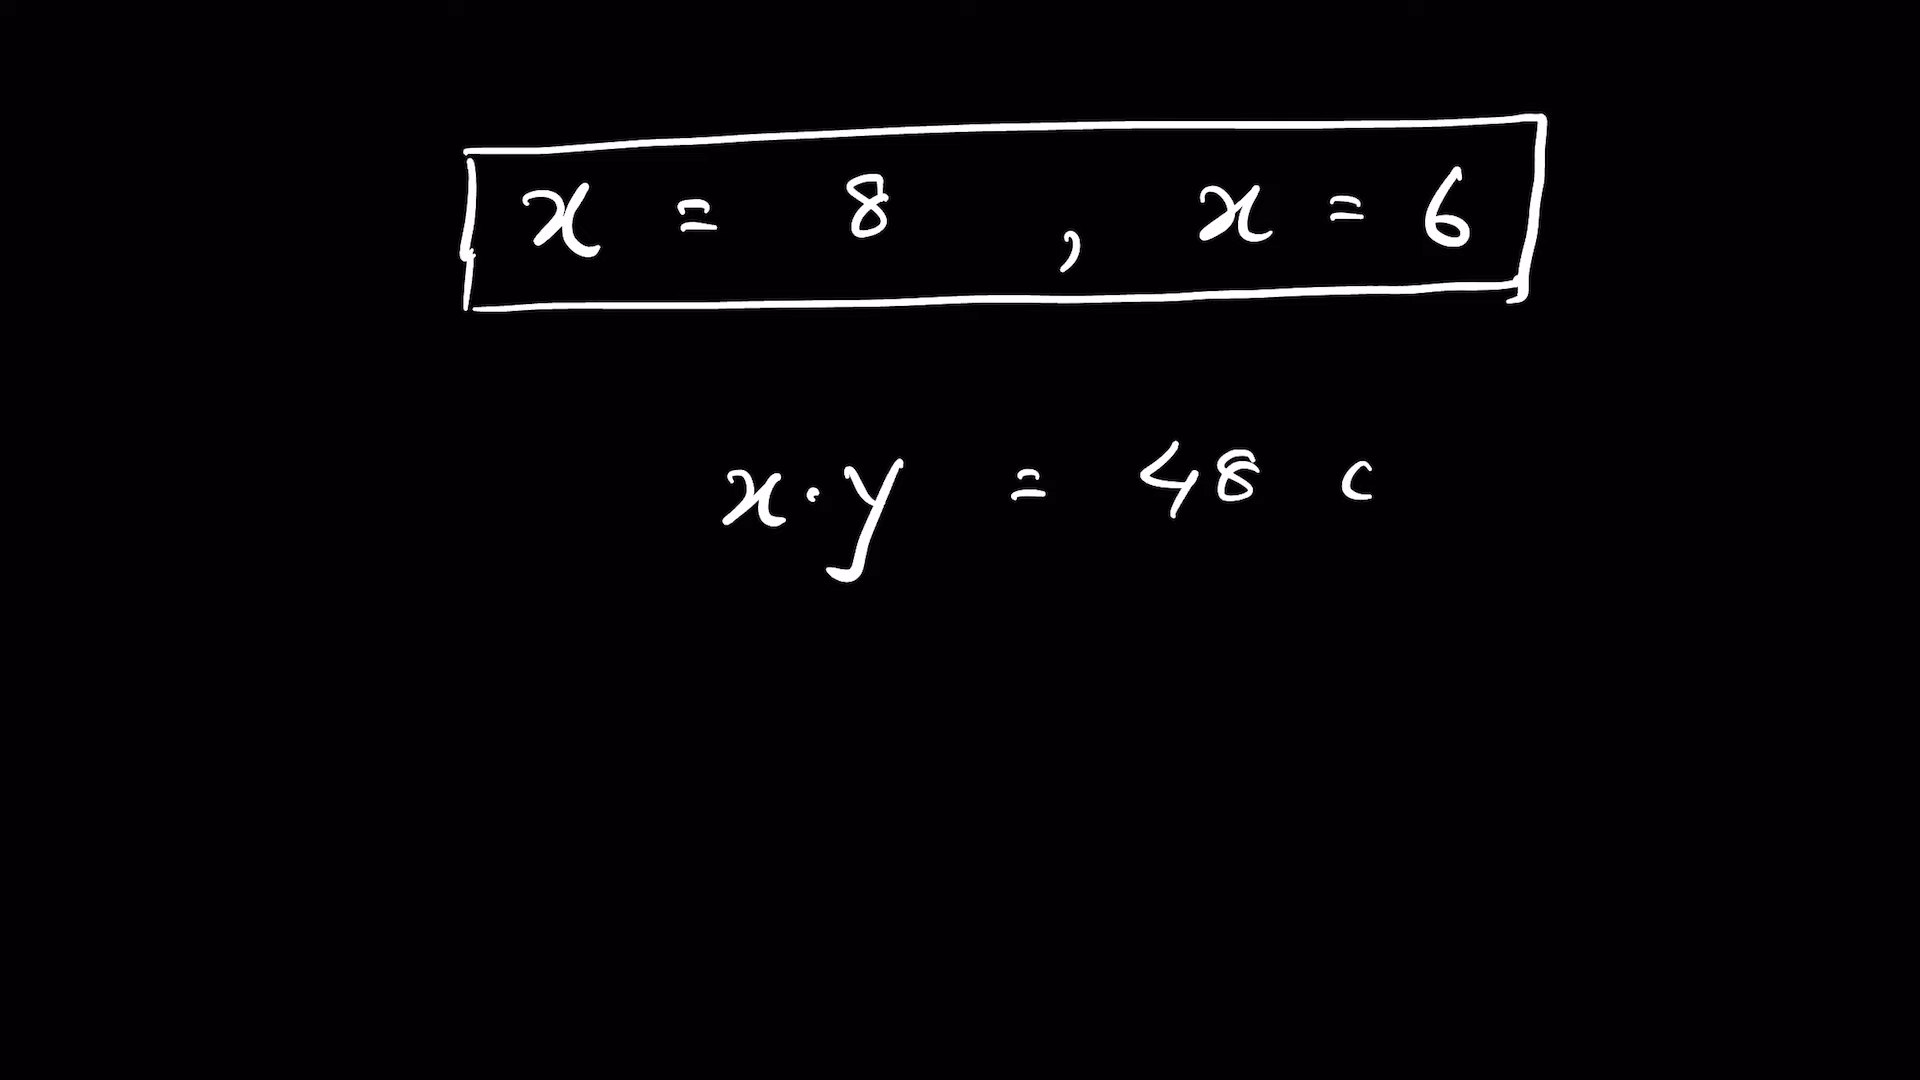 x = 8 , x = 6
x · y = 48 c